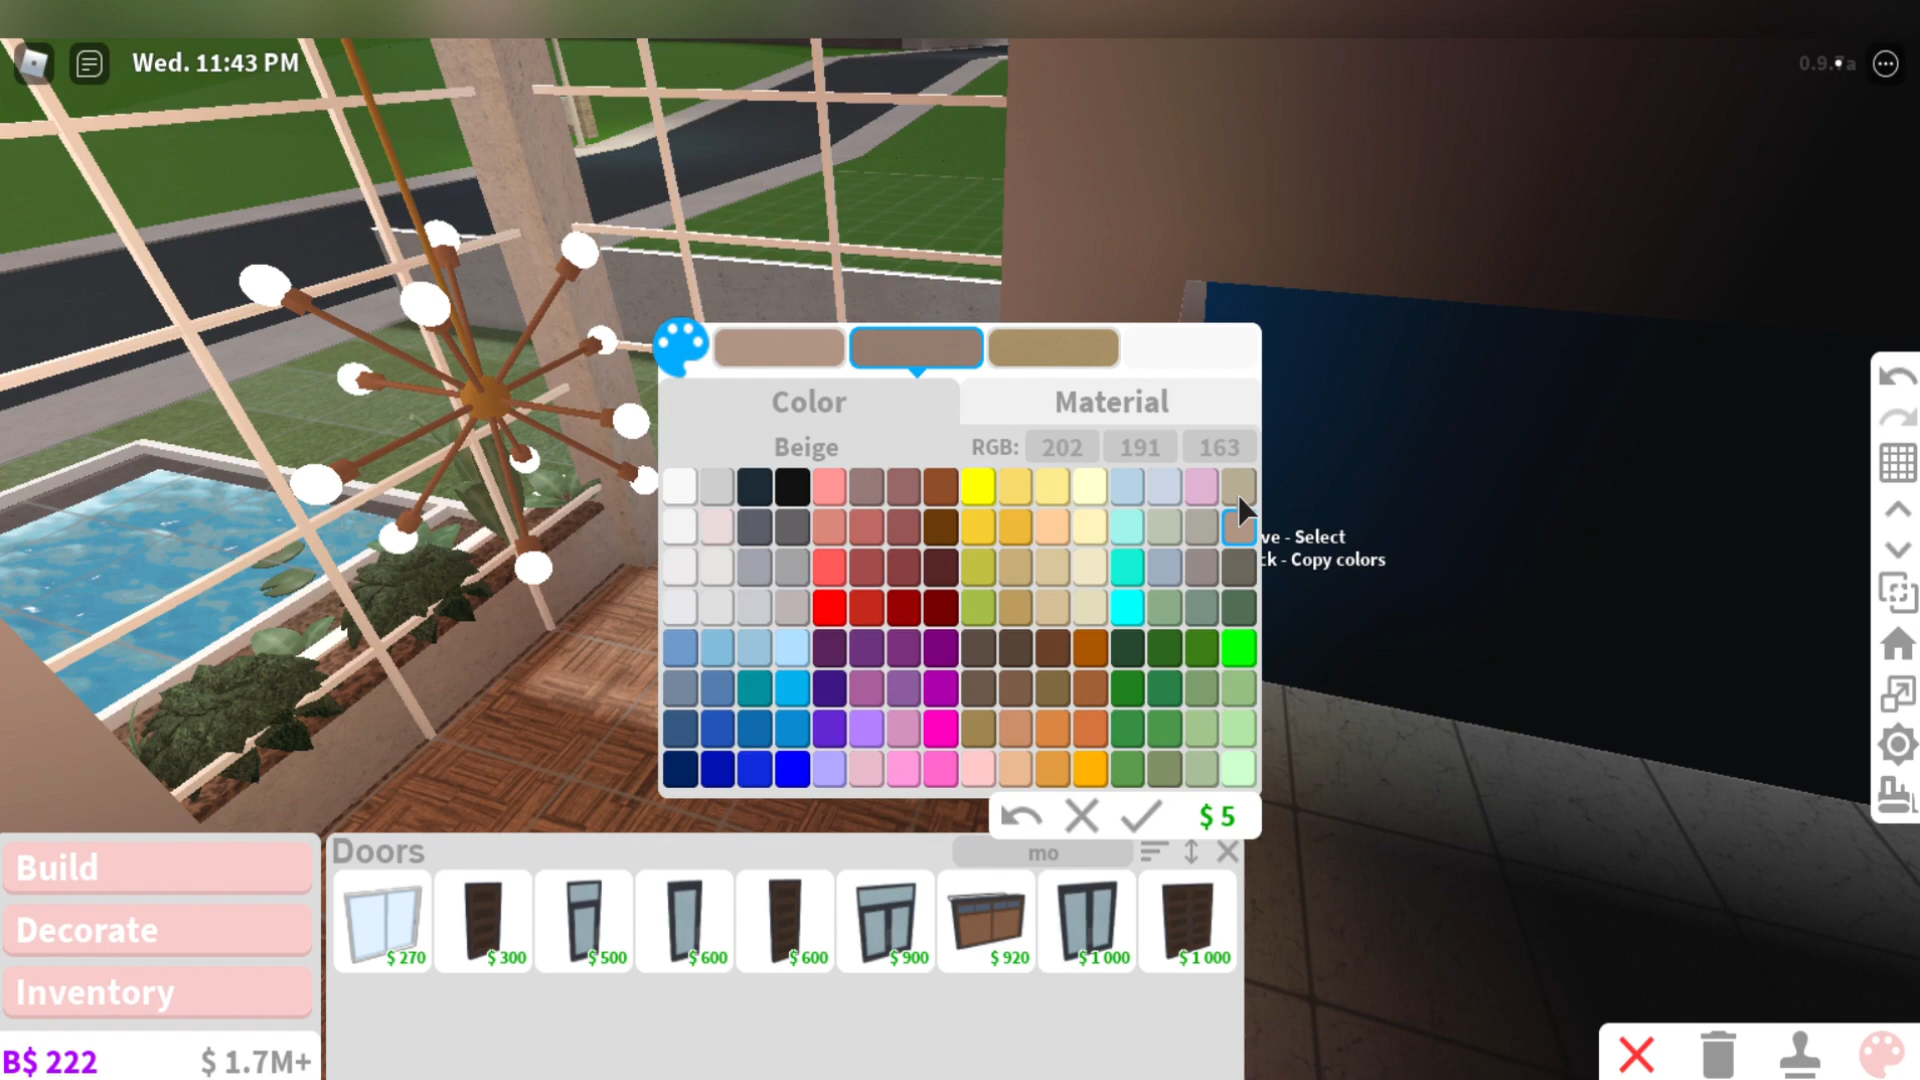 Wed. 11:43 PM
Color
Material
Beige
RGB: 202 191 163
ve - Select
ck - Copy colors
$ 5
Build
Decorate
Inventory
B$ 222
$ 1.7M+
Doors
mo
$ 270
$ 300
$ 500
$ 600
$ 600
$ 900
$ 920
$ 1 000
$ 1 000